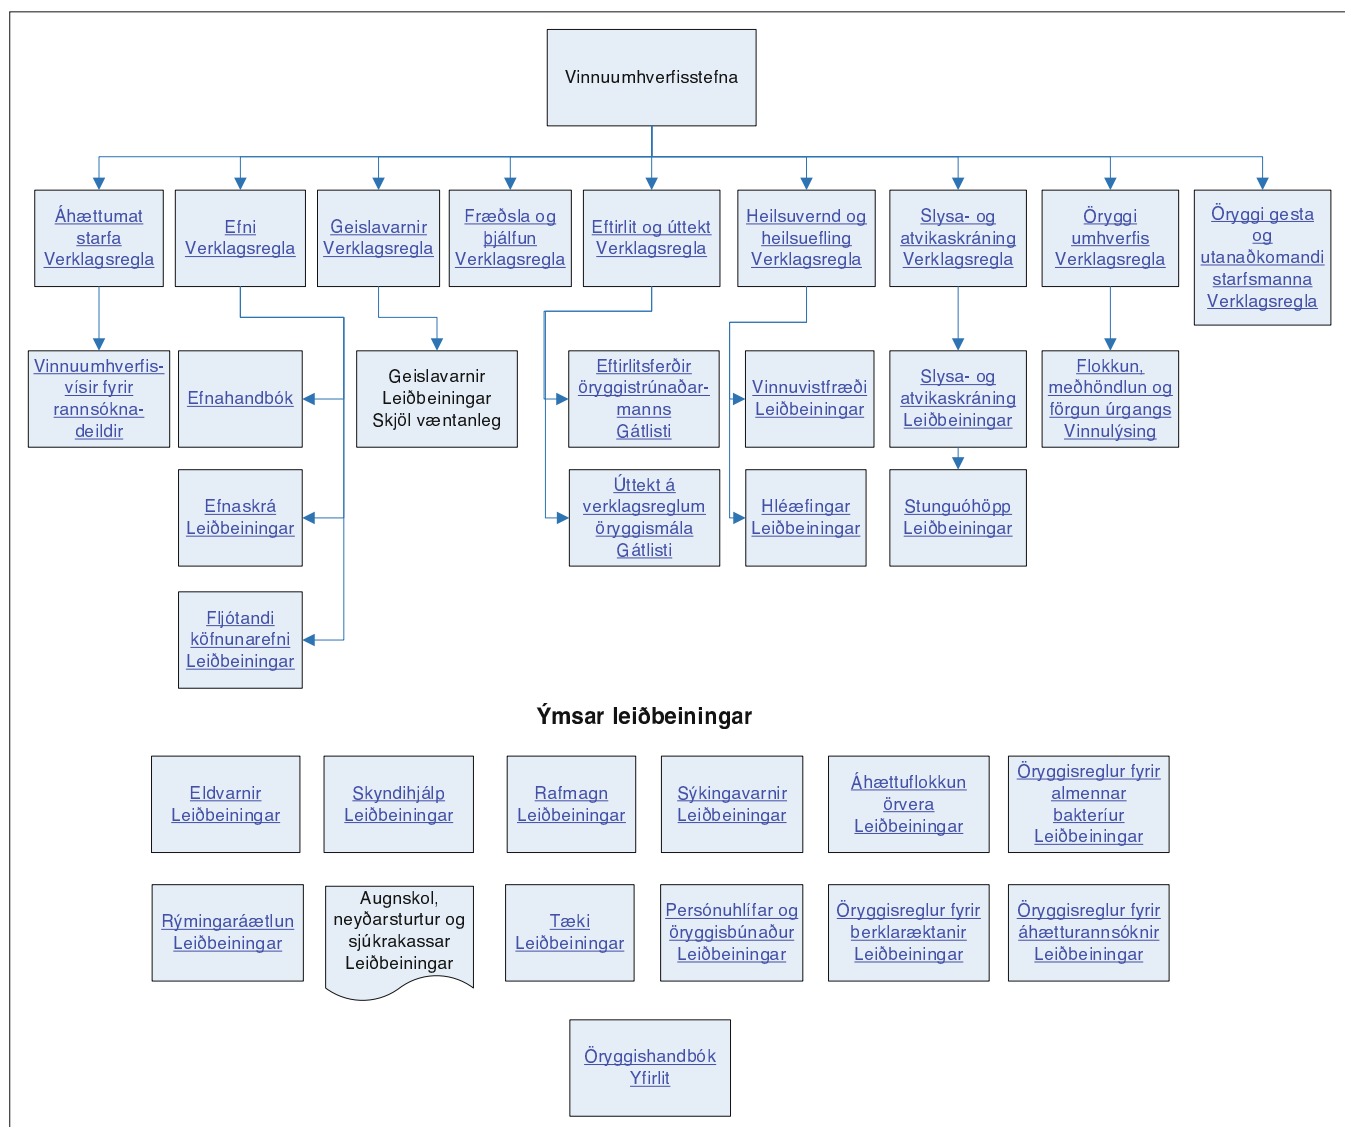 Vinnuumhverfisstefna
Áhættumat
starfa
Verklagsregla
Efni
Verklagsregla
Geislavarnir
Verklagsregla
Fræðsla og
þjálfun
Verklagsregla
Eftirlit og úttekt
Verklagsregla
Heilsuvernd og
heilsuefling
Verklagsregla
Slysa- og
atvikaskráning
Verklagsregla
Öryggi
umhverfis
Verklagsregla
Öryggi gesta
og
utanaðkomandi
starfsmanna
Verklagsregla
Vinnuumhverfis-
vísir fyrir
rannsókna-
deildir
Efnahandbók
Geislavarnir
Leiðbeiningar
Skjöl væntanleg
Eftirlitsferðir
öryggistrúnaðar-
manns
Gátlisti
Vinnuvistfræði
Leiðbeiningar
Slysa- og
atvikaskráning
Leiðbeiningar
Flokkun,
meðhöndlun og
förgun úrgangs
Vinnulýsing
Efnaskrá
Leiðbeiningar
Úttekt á
verklagsreglum
öryggismála
Gátlisti
Hléæfingar
Leiðbeiningar
Stunguóhöpp
Leiðbeiningar
Fljótandi
köfnunarefni
Leiðbeiningar
Ýmsar leiðbeiningar
Eldvarnir
Leiðbeiningar
Skyndihjálp
Leiðbeiningar
Rafmagn
Leiðbeiningar
Sýkingavarnir
Leiðbeiningar
Áhættuflokkun
örvera
Leiðbeiningar
Öryggisreglur fyrir
almennar
bakteríur
Leiðbeiningar
Rýmingaráætlun
Leiðbeiningar
Augnskol,
neyðarsturtur og
sjúkrakassar
Leiðbeiningar
Tæki
Leiðbeiningar
Persónuhlífar og
öryggisbúnaður
Leiðbeiningar
Öryggisreglur fyrir
berklaræktanir
Leiðbeiningar
Öryggisreglur fyrir
áhætturannsóknir
Leiðbeiningar
Öryggishandbók
Yfirlit